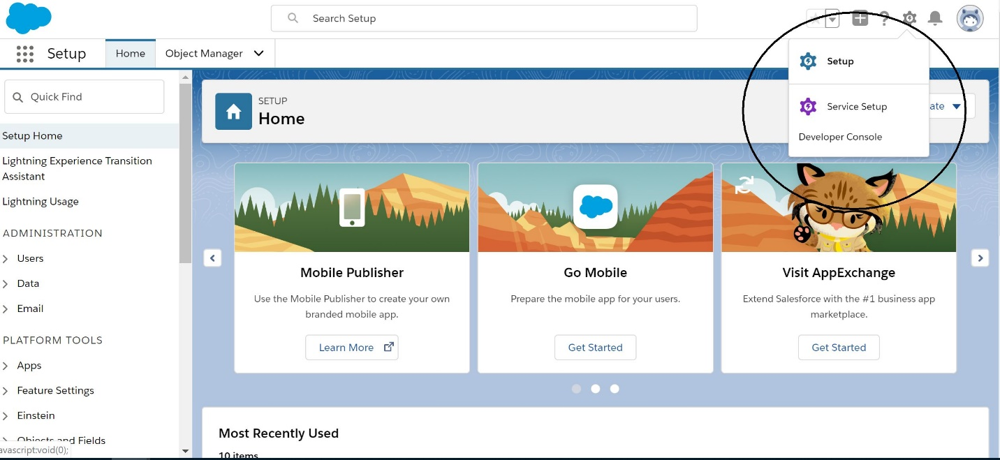 Search Setup
Setup
Home
Object Manager
Setup
Service Setup
Developer Console
ate
Quick Find
Setup Home
Lightning Experience Transition
Assistant
Lightning Usage
ADMINISTRATION
Users
Data
Email
PLATFORM TOOLS
Apps
Feature Settings
Einstein
Objects and Fields
avascript:void(0);
SETUP
Home
Mobile Publisher
Use the Mobile Publisher to create your own
branded mobile app.
Learn More
Go Mobile
Prepare the mobile app for your users.
Get Started
Visit AppExchange
Extend Salesforce with the #1 business app
marketplace.
Get Started
Most Recently Used
10 items